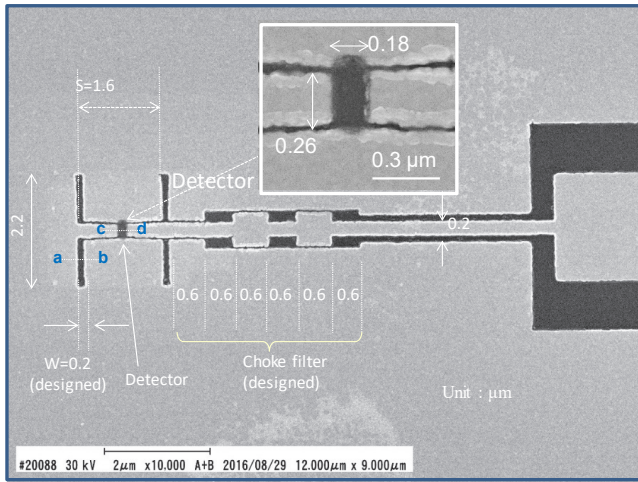 0.18
S=1.6
0.26
0.3 μm
Detector
2.2
0.2
c d
a b
0.6 0.6 0.6 0.6 0.6 0.6
W=0.2
(designed)
Detector
Choke filter
(designed)
Unit : μm
#20088 30 kV 2μm x10.000 A+B 2016/08/29 12.000μm x 9.000μm